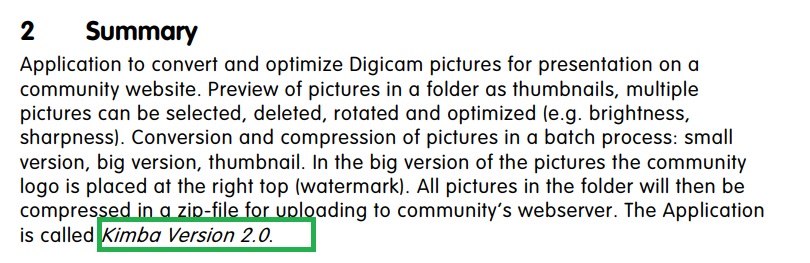 2 Summary
Application to convert and optimize Digicam pictures for presentation on a
community website. Preview of pictures in a folder as thumbnails, multiple
pictures can be selected, deleted, rotated and optimized (e.g. brightness,
sharpness). Conversion and compression of pictures in a batch process: small
version, big version, thumbnail. In the big version of the pictures the community
logo is placed at the right top (watermark). All pictures in the folder will then be
compressed in a zip-file for uploading to community's webserver. The Application
is called Kimba Version 2.0.